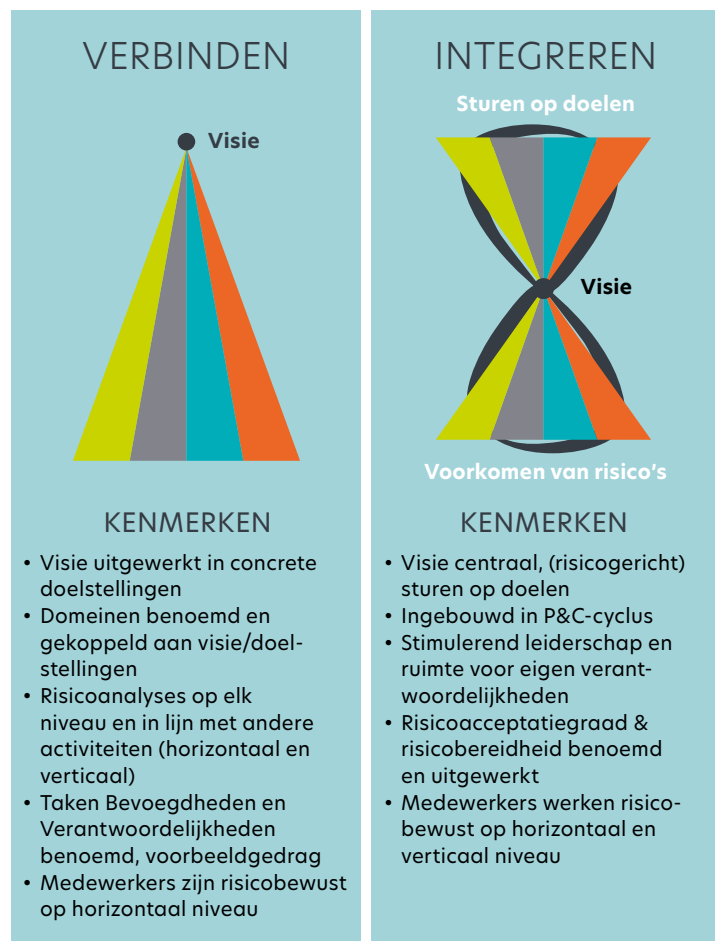 VERBINDEN
Visie
KENMERKEN
• Visie uitgewerkt in concrete
doelstellingen
• Domeinen benoemd en
gekoppeld aan visie/doel-
stellingen
• Risicoanalyses op elk
niveau en in lijn met andere
activiteiten (horizontaal en
verticaal)
• Taken Bevoegdheden en
Verantwoordelijkheden
benoemd, voorbeeldgedrag
• Medewerkers zijn risicobewust
op horizontaal niveau
INTEGREREN
Sturen op doelen
Visie
Voorkomen van risico's
KENMERKEN
• Visie centraal, (risicogericht)
sturen op doelen
• Ingebouwd in P&C-cyclus
• Stimulerend leiderschap en
ruimte voor eigen verant-
woordelijkheden
• Risicoacceptatiegraad &
risicobereidheid benoemd
en uitgewerkt
• Medewerkers werken risico-
bewust op horizontaal en
verticaal niveau